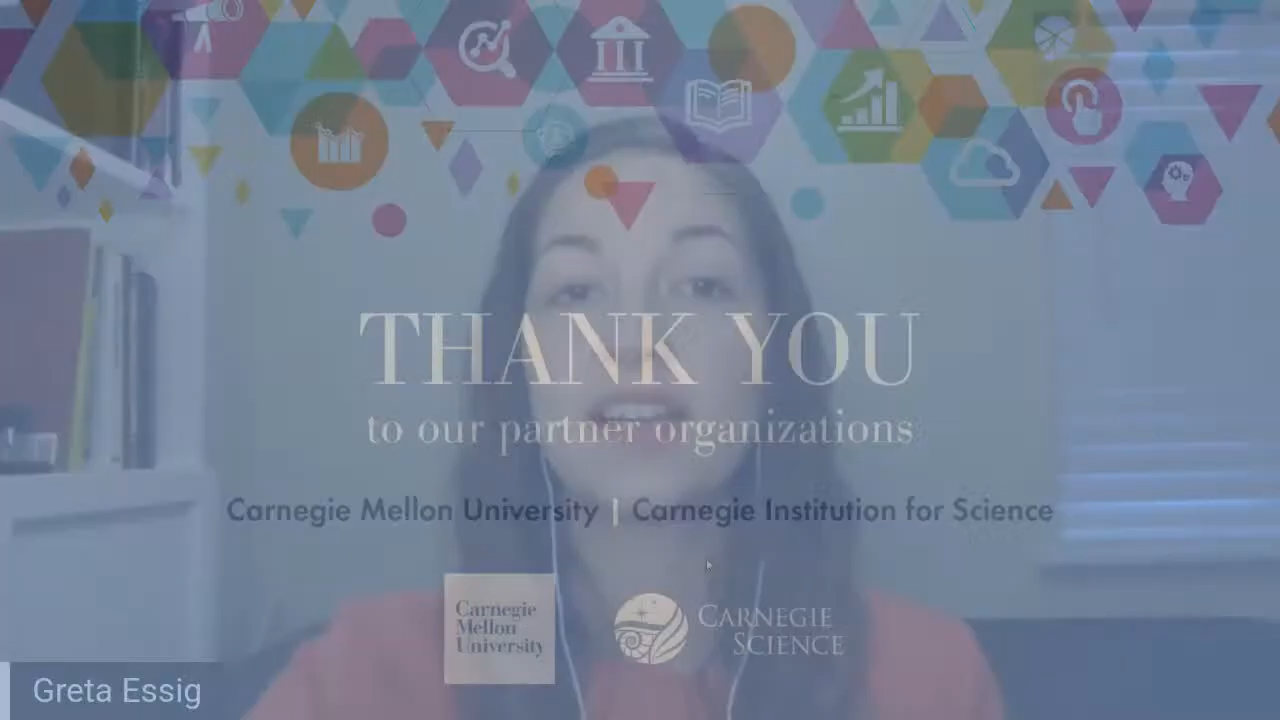 THANK YOU
to our partner organizations
Carnegie Mellon University | Carnegie Institution for Science
Carnegie
Mellon
University
CARNEGIE
SCIENCE
Greta Essig